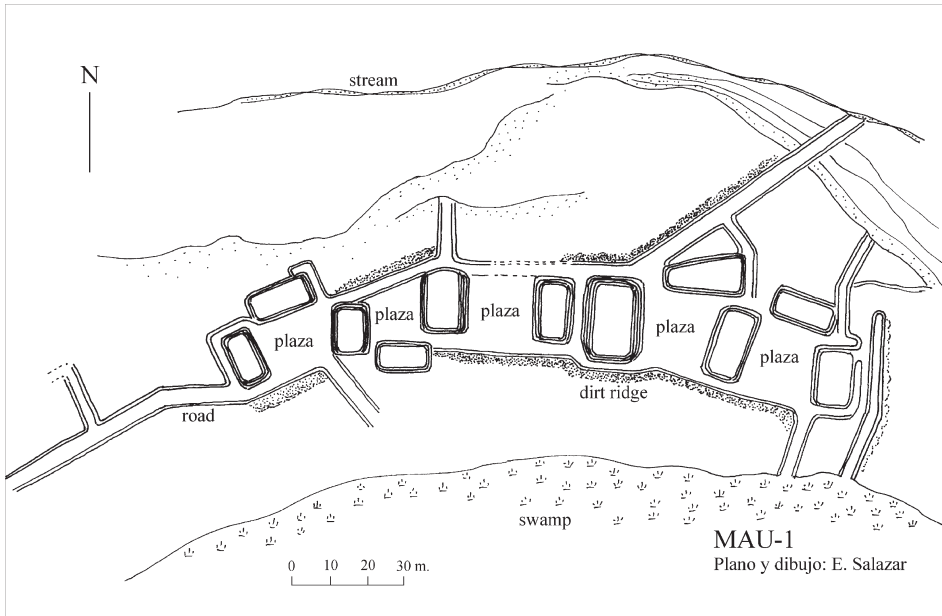 N
stream
plaza
plaza
plaza
plaza
plaza
road
dirt ridge
swamp
0 10 20 30 m.
MAU-1
Plano y dibujo: E. Salazar